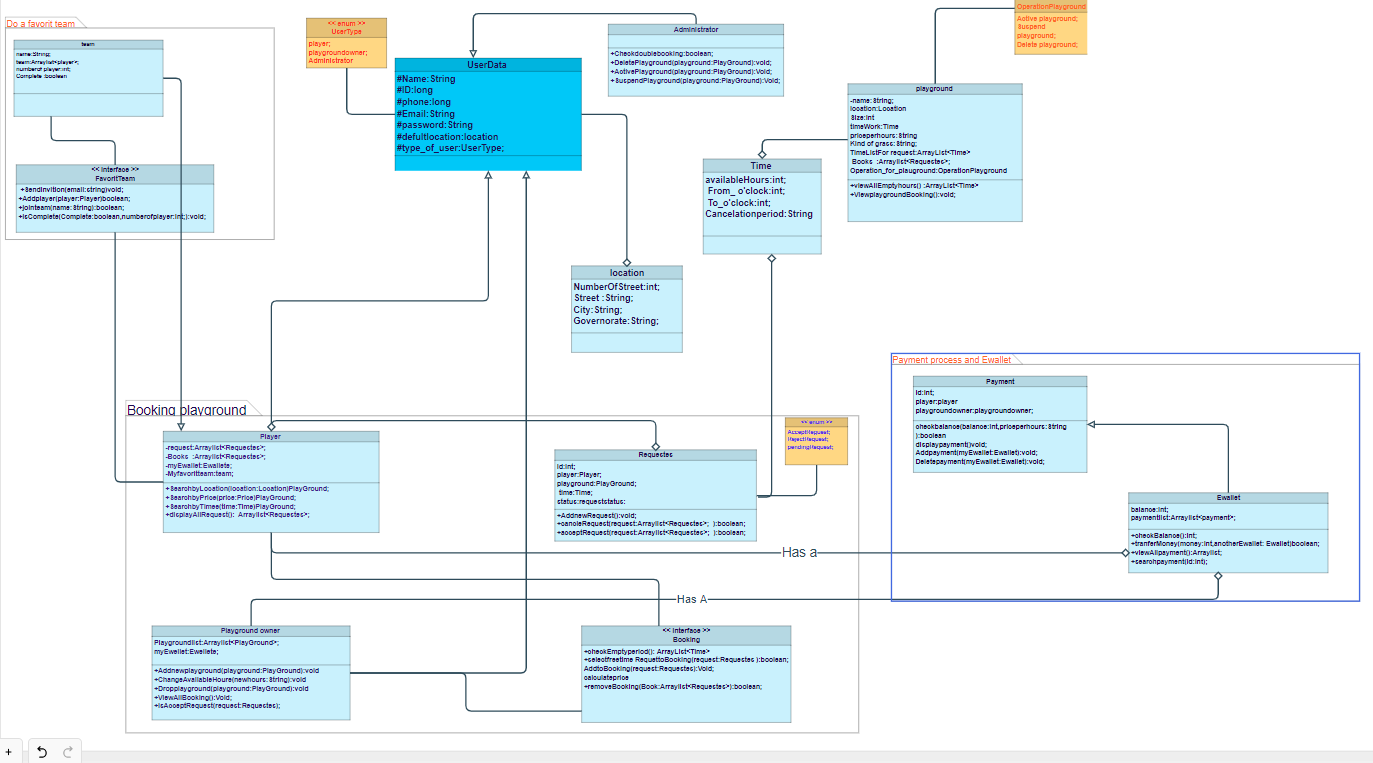 Do a favorit team
team
name:String;
team:Arraylist<player>;
numberof player:int;
Complete :boolean
<< interface >>
FavoritTeam
+Sendinvition(email:string)void;
+Addplayer(player:Player)boolean;
+jointeam(name: String):boolean;
+isComplete(Complete:boolean,numberofplayer:int;):void;
<< enum >>
UserType
player;
playgroundowner;
Administrator
UserData
#Name: String
#ID:long
#phone:long
#Email: String
#password: String
#defultlocation:location
#type_of_user:UserType;
Administrator
+Checkdoublebooking:boolean;
+DeletePlayground(playground:PlayGround):void;
+ActivePlayground(playground:PlayGround):Void;
+SuspendPlayground(playground:PlayGround):Void;
OperationPlayground
Active playground;
Suspend
playground;
Delete playground;
playground
-name: String;
location:Location
Size:int
timeWork:Time
priceperhours: String
Kind of grass: String;
TimeListFor request:ArrayList<Time>
Books :Arraylist<Requestes>;
Operation_for_plauground:OperationPlayground
+viewAllEmptyhours() :ArrayList<Time>
+ViewplaygroundBooking():void;
Time
availableHours:int;
From_ o'clock:int;
To_o'clock:int;
Cancelationperiod: String
location
NumberOfStreet:int;
Street : String;
City: String;
Governorate: String;
Booking playground
Player
-request:Arraylist<Requestes>;
-Books :Arraylist<Requestes>;
-myEwallet:Ewallete;
-Myfavoritteam:team;
+SearchbyLocation(location:Location)PlayGround;
+SearchbyPrice(price:Price)PlayGround;
+SearchbyTimee(time:Time)PlayGround;
+displayAllRequest(): Arraylist<Requestes>;
Requestes
id:int;
player:Player;
playground:PlayGround;
time:Time;
status:requeststatus:
+AddnewRequest():void;
+cancleRequest(request:Arraylist<Requestes>; ):boolean;
+acceptRequest(request:Arraylist<Requestes>; ):boolean;
<< enum >>
AcceptRequest;
RejectRequest;
pendingRequest;
Payment process and Ewallet
Payment
id:int;
player:player
playgroundowner:playgroundowner;
chekbalance(balance:int,priceperhours: String
):boolean
displaypayment()void;
Addpayment(myEwallet:Ewallet):void;
Deletepayment(myEwallet:Ewallet):void;
Ewallet
balance:int;
paymentlist:Arraylist<payment>;
+chekBalance():int;
+tranferMoney(money:int,anotherEwallet: Ewallet)boolean;
+viewAllpayment():Arraylist;
+searchpayment(id:int);
Has a
Has A
Playground owner
Playgroundlist:Arraylist<PlayGround>;
myEwallet:Ewallete;
+Addnewplayground(playground:PlayGround):void
+ChangeAvailableHoure(newhours: String):void
+Dropplayground(playground:PlayGround):void
+ViewAllBooking():Void;
+isAcceptRequest(request:Requestes);
<< interface >>
Booking
+chekEmptyperiod(): ArrayList<Time>
+selectfreetime RequettoBooking(request:Requestes ):boolean;
AddtoBooking(request:Requestes):Void;
calculateprice
+removeBooking(Book:Arraylist<Requestes>):boolean;